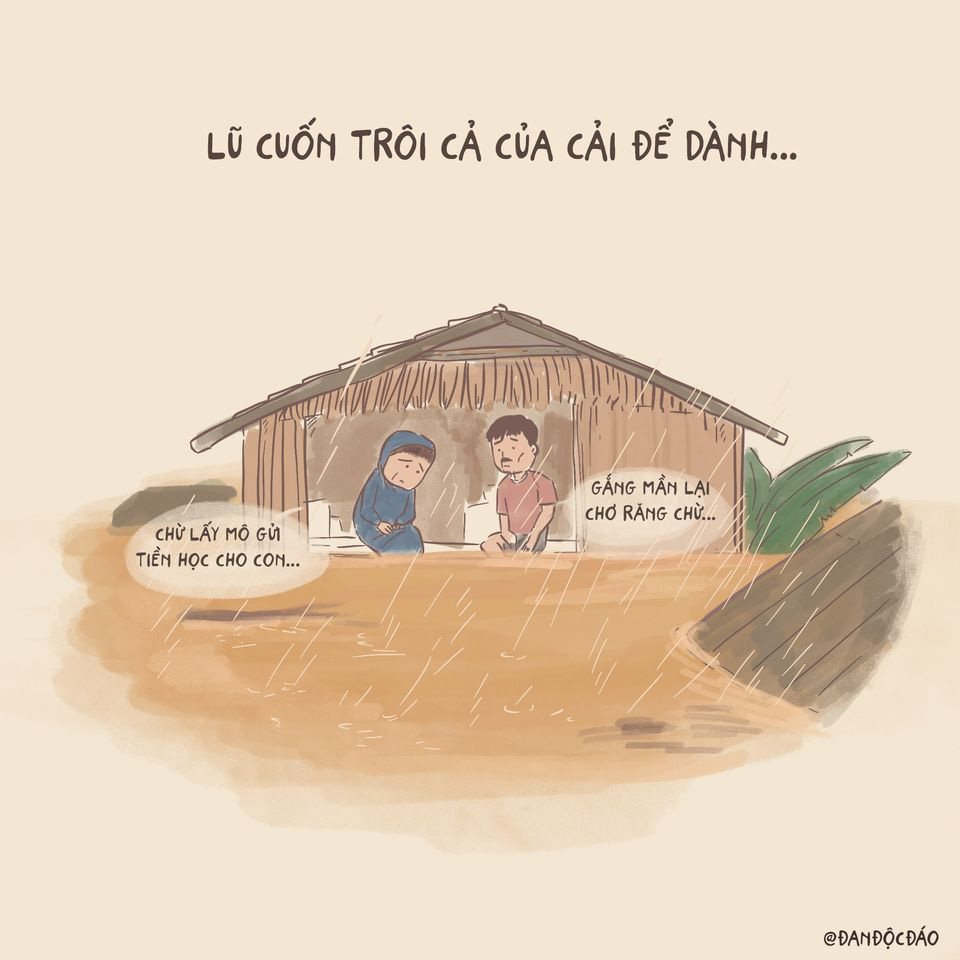 LŨ CUỐN TRÔI CẢ CỦA CẢI ĐỂ DÀNH...
GẮNG MẦN LẠI
CHƠ RĂNG CHỪ...
CHỪ LẤY MÔ GỬI
TIỀN HỌC CHO CON...
@ĐANĐỘCĐÁO